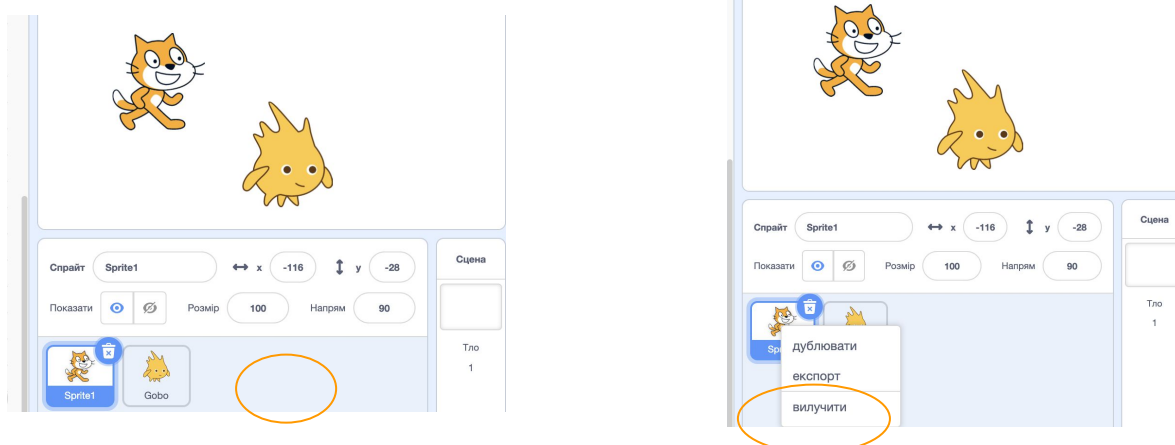 Спрайт Sprite1 x -116 y -28
Показати Розмір 100 Напрям 90
Sprite1 Gobo
Сцена
Тло
1
Спрайт Sprite1 x -116 y -28
Показати Розмір 100 Напрям 90
дублювати
експорт
вилучити
Сцена
Тло
1